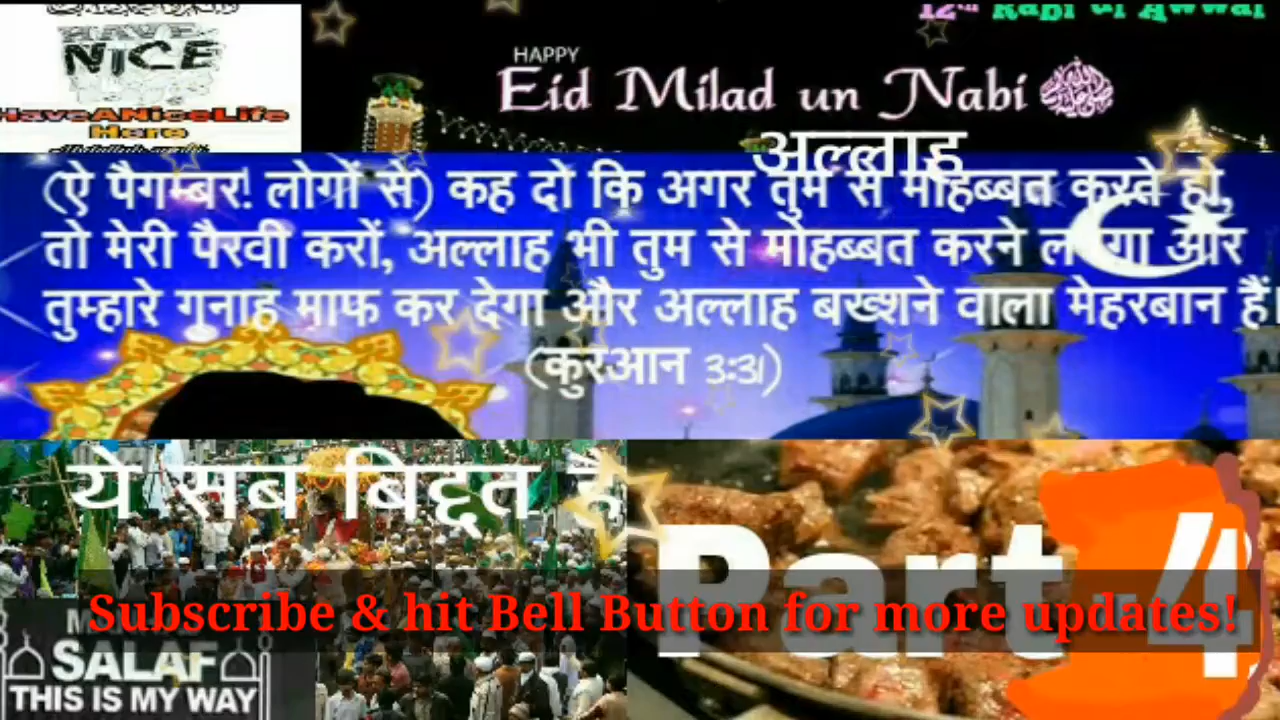 12th Rabi ul Awwal
HAVE
NICE
HaveANiceLife
Here
HAPPY
Eid Milad un Nabi
अल्लाह
(ऐ पैगम्बर! लोगों से) कह दो कि अगर तुम से मोहब्बत करते हो,
तो मेरी पैरवी करों, अल्लाह भी तुम से मोहब्बत करने लगेगा और
तुम्हारे गुनाह माफ कर देगा और अल्लाह बख्शने वाला मेहरबान हैं।
(कुरआन 3:31)
ये सब बिद्दत है
Part -4
Subscribe & hit Bell Button for more updates!
SALAF
THIS IS MY WAY